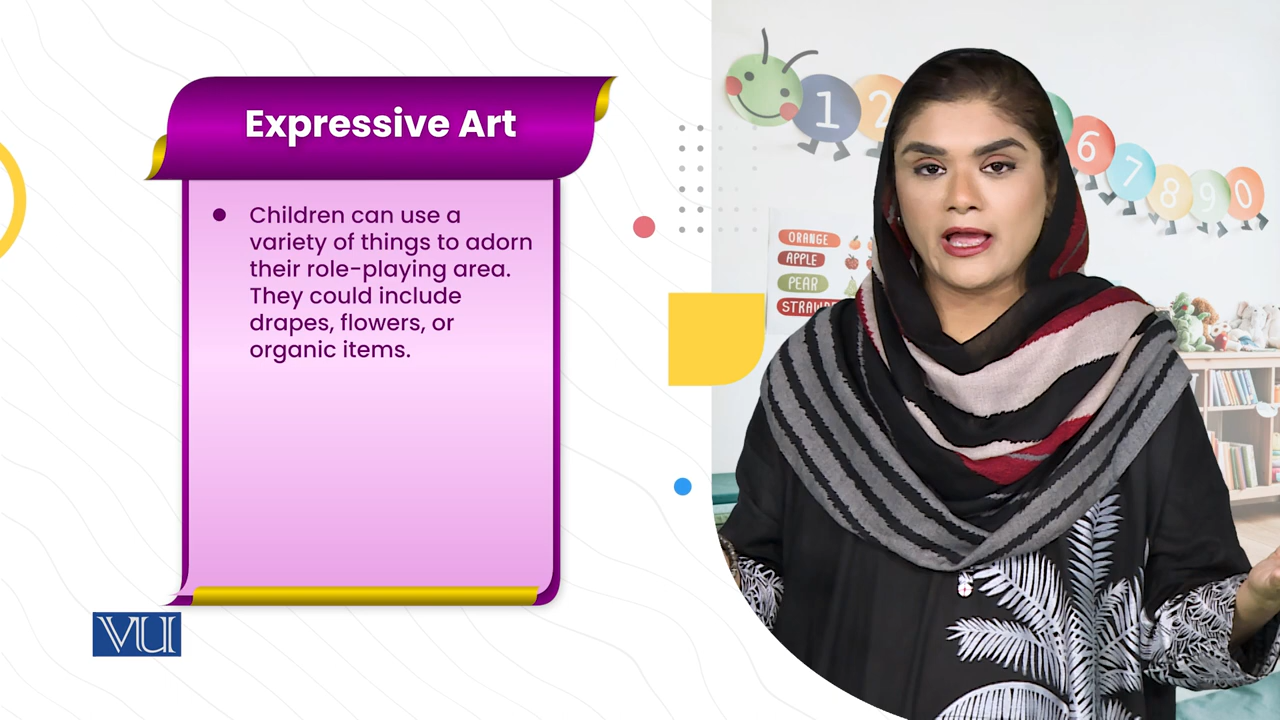 Expressive Art
Children can use a
variety of things to adorn
their role-playing area.
They could include
drapes, flowers, or
organic items.
VU
1 2 6 7 8 9 0
ORANGE
APPLE
PEAR